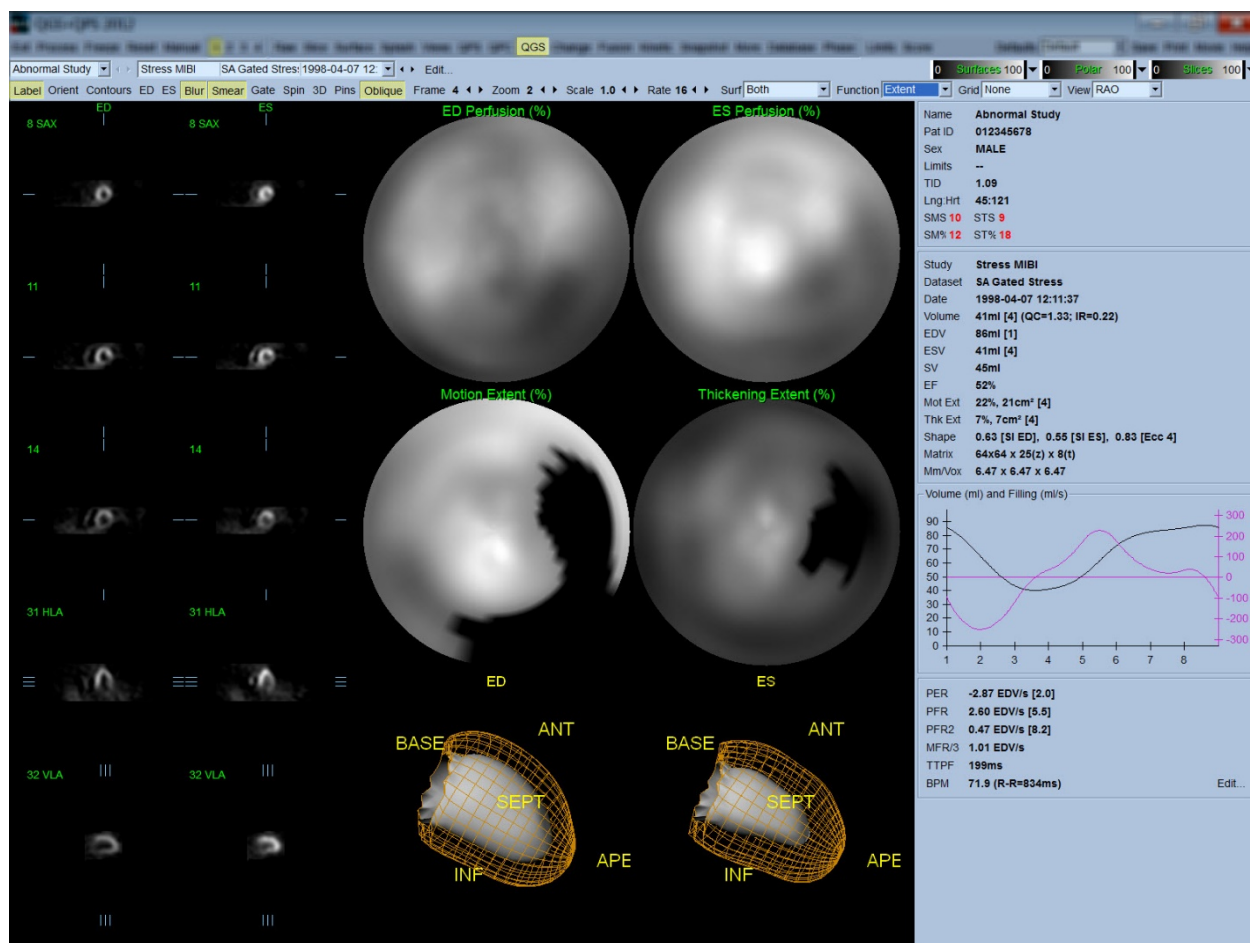 QGS+QPS 2012
QGS
Abnormal Study Stress MIBI SA Gated Stres: 1998-04-07 12: Edit...
0 Surfaces 100 0 Polar 100 0 Slices 100
Label Orient Contours ED ES Blur Smear Gate Spin 3D Pins Oblique Frame 4 Zoom 2 Scale 1.0 Rate 16 Surf Both Function Extent Grid None View RAO
ED ES
8 SAX 8 SAX
11 11
14 14
31 HLA 31 HLA
32 VLA 32 VLA
ED Perfusion (%) ES Perfusion (%)
Motion Extent (%) Thickening Extent (%)
ED ES
BASE ANT SEPT INF APE
BASE ANT SEPT INF APE
Name Abnormal Study
Pat ID 012345678
Sex MALE
Limits --
TID 1.09
Lng:Hrt 45:121
SMS 10 STS 9
SM% 12 ST% 18
Study Stress MIBI
Dataset SA Gated Stress
Date 1998-04-07 12:11:37
Volume 41ml [4] (QC=1.33; IR=0.22)
EDV 86ml [1]
ESV 41ml [4]
SV 45ml
EF 52%
Mot Ext 22%, 21cm² [4]
Thk Ext 7%, 7cm² [4]
Shape 0.63 [SI ED], 0.55 [SI ES], 0.83 [Ecc 4]
Matrix 64x64 x 25(z) x 8(t)
Mm/Vox 6.47 x 6.47 x 6.47
Volume (ml) and Filling (ml/s)
90 300
80 200
70 100
60 0
50 -100
40 -200
30 -300
20
10
0
1 2 3 4 5 6 7 8
PER -2.87 EDV/s [2.0]
PFR 2.60 EDV/s [5.5]
PFR2 0.47 EDV/s [8.2]
MFR/3 1.01 EDV/s
TTPF 199ms
BPM 71.9 (R-R=834ms) Edit...